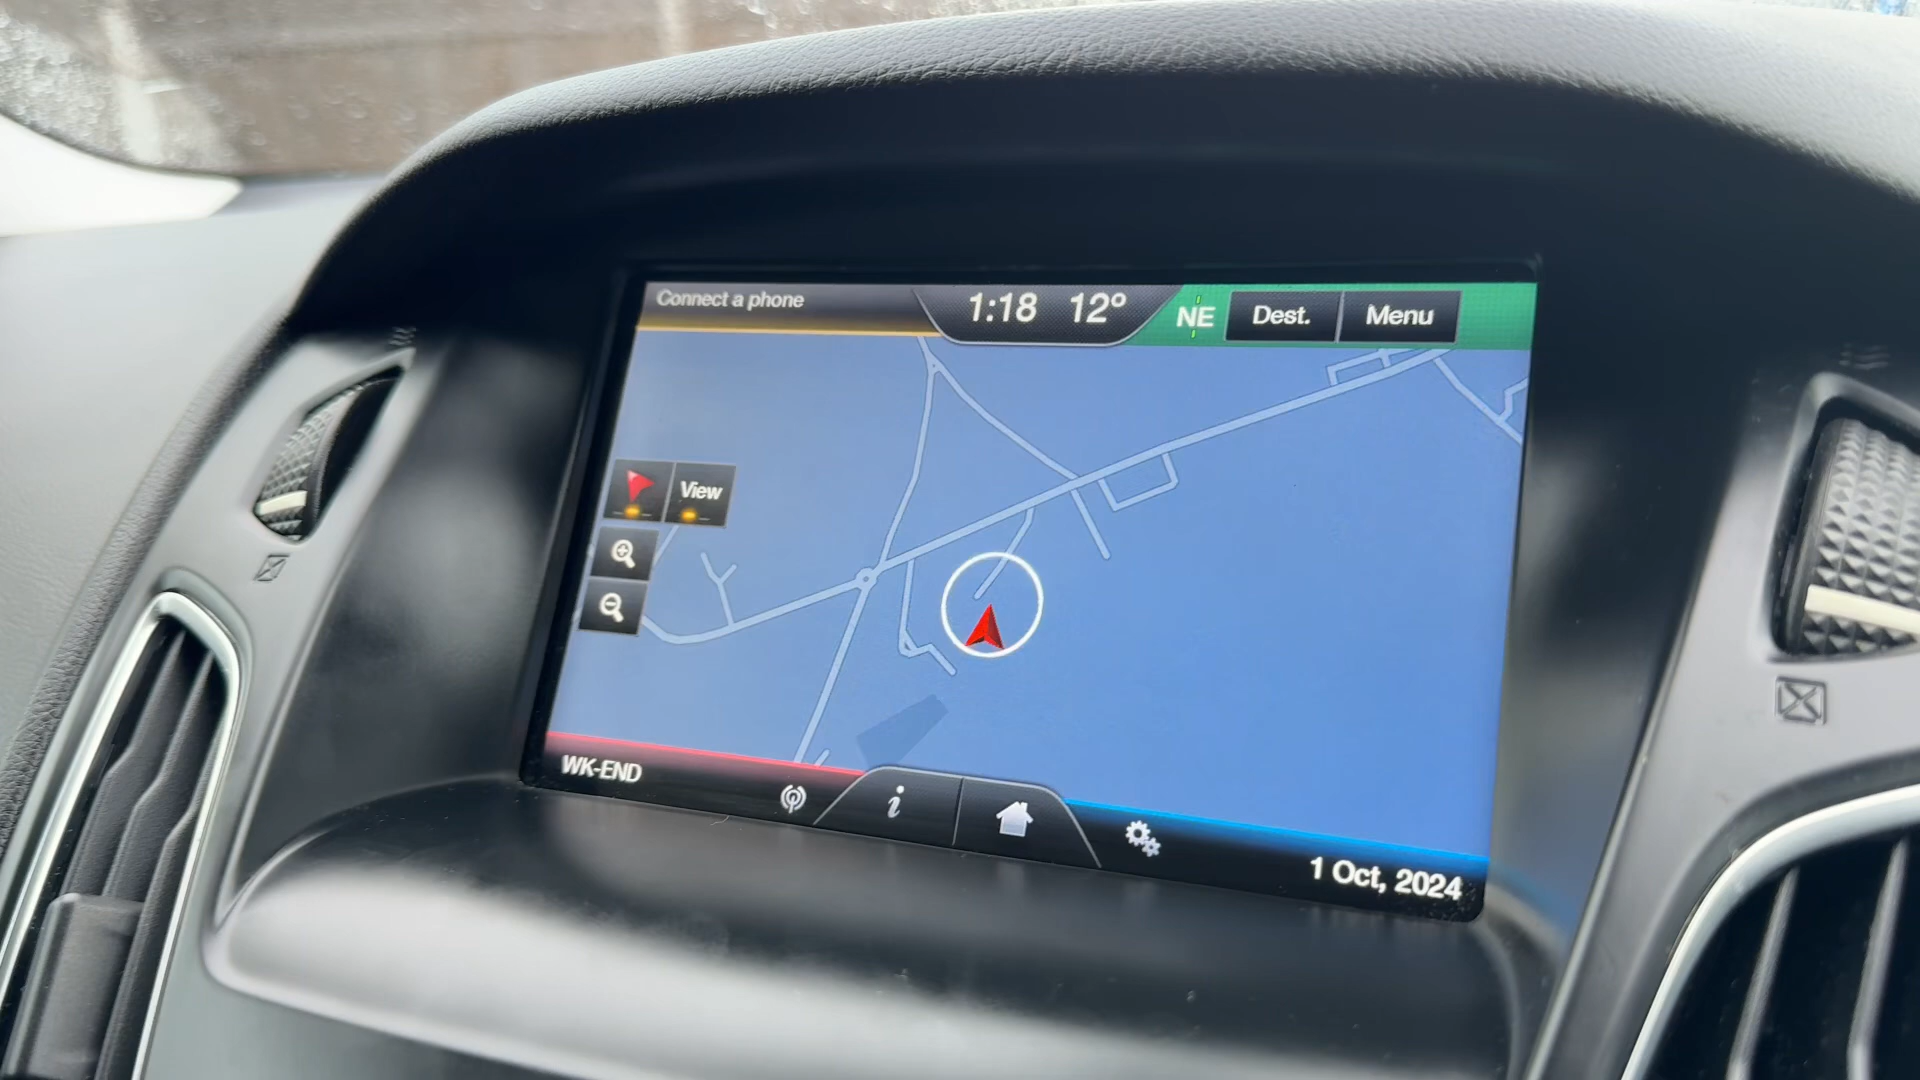 Connect a phone
1:18 12°
NE
Dest.
Menu
View
WK-END
i
1 Oct, 2024